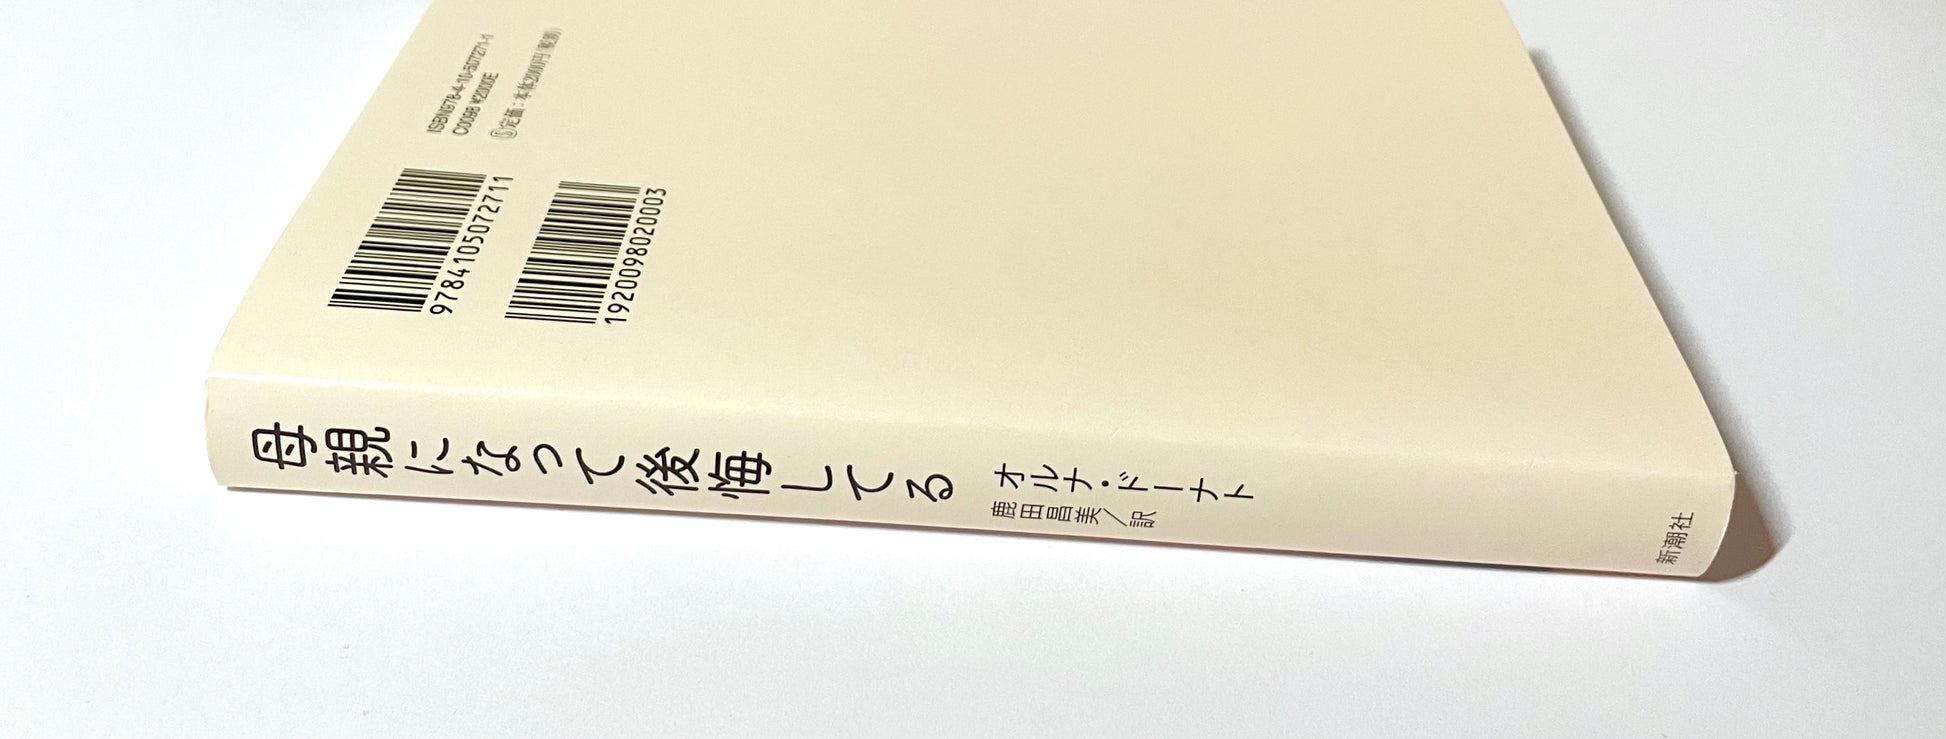 ISBN978-4-10-507271-1
C0098 ¥2000E
定価:本体2000円(税別)
9784105072711
1920098020003
母親になって後悔してる
オルナ・ドーナト
鹿田昌美/訳
新潮社